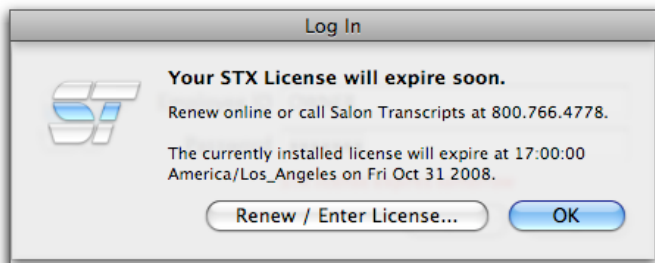 Log In
ST
Your STX License will expire soon.
Renew online or call Salon Transcripts at 800.766.4778.
The currently installed license will expire at 17:00:00
America/Los_Angeles on Fri Oct 31 2008.
Renew / Enter License... OK